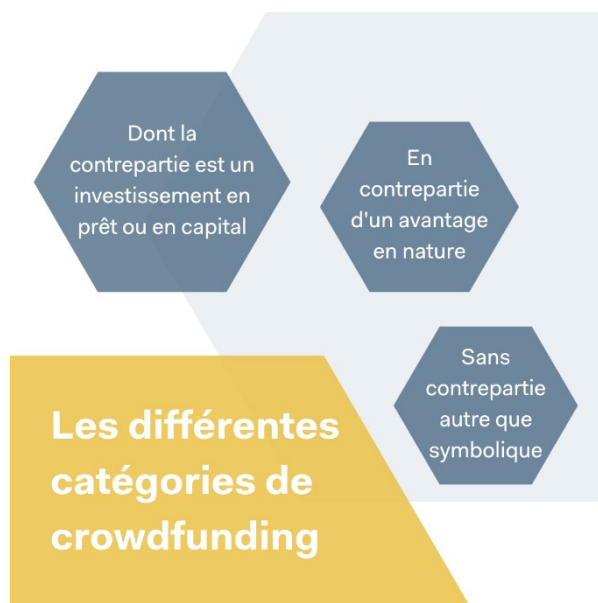 Dont la
contrepartie est un
investissement en
prêt ou en capital
En
contrepartie
d'un avantage
en nature
Sans
contrepartie
autre que
symbolique
Les différentes
catégories de
crowdfunding